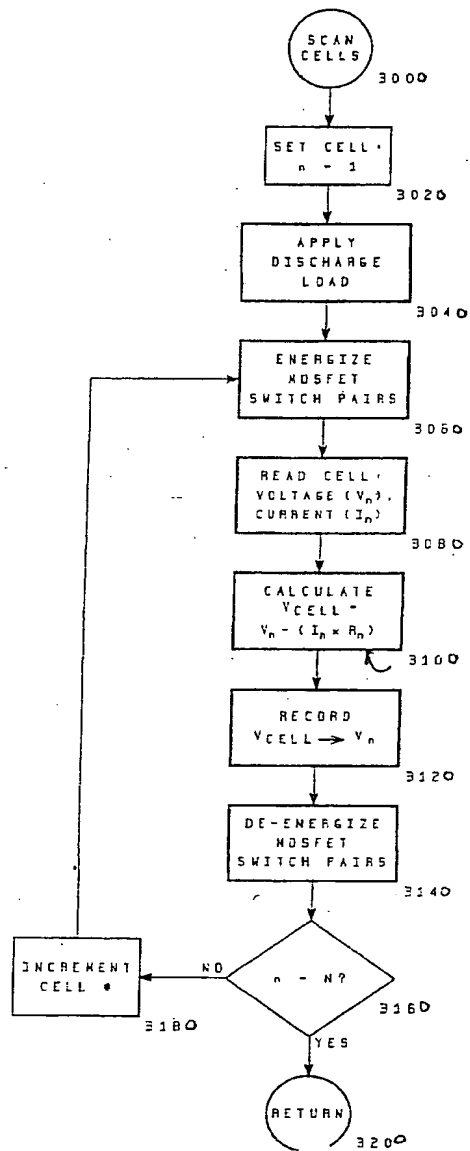 SCAN
CELLS
3000
SET CELL,
n - 1
3020
APPLY
DISCHARGE
LOAD
3040
ENERGIZE
MOSFET
SWITCH PAIRS
3060
READ CELL,
VOLTAGE (Vn),
CURRENT (In)
3080
CALCULATE
VCELL -
Vn - (In × Rn)
3100
RECORD
VCELL → Vn
3120
DE-ENERGIZE
MOSFET
SWITCH PAIRS
3140
n - N?
3160
NO
INCREMENT
CELL #
3180
YES
RETURN
3200